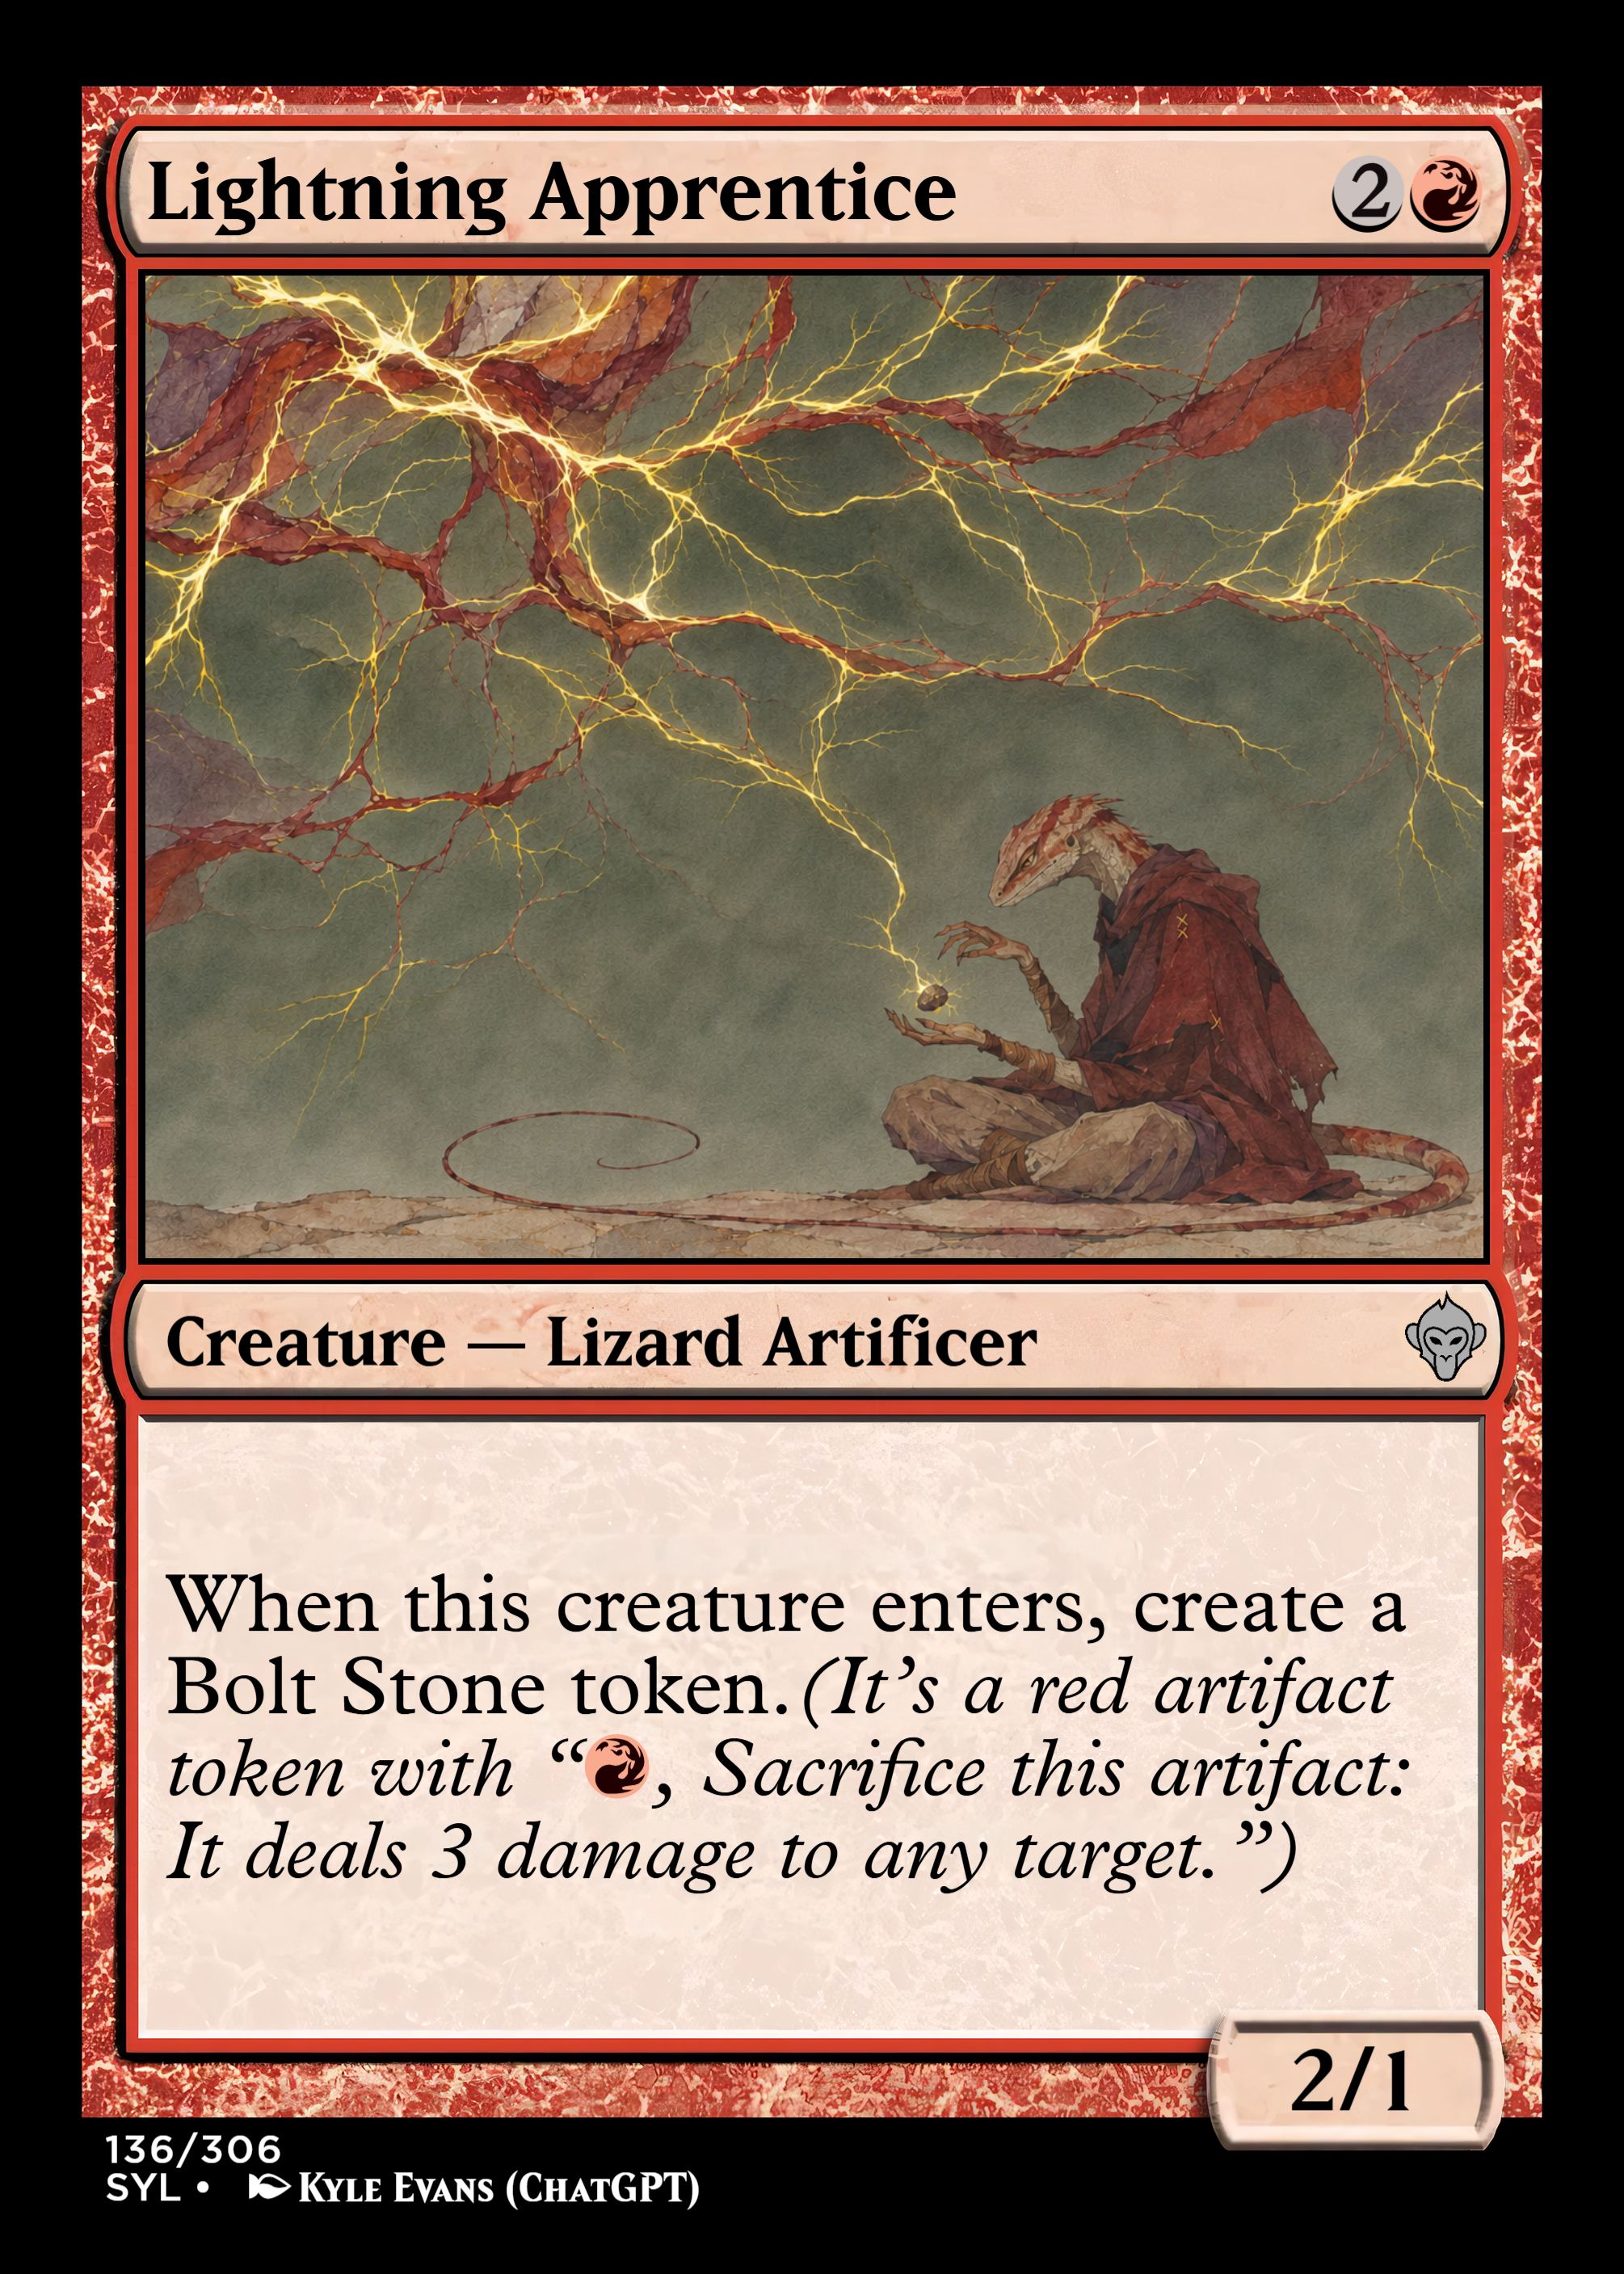 Lightning Apprentice 2
Creature — Lizard Artificer
When this creature enters, create a
Bolt Stone token. (It’s a red artifact
token with “, Sacrifice this artifact:
It deals 3 damage to any target.”)
2/1
136/306
SYL • Kyle Evans (ChatGPT)